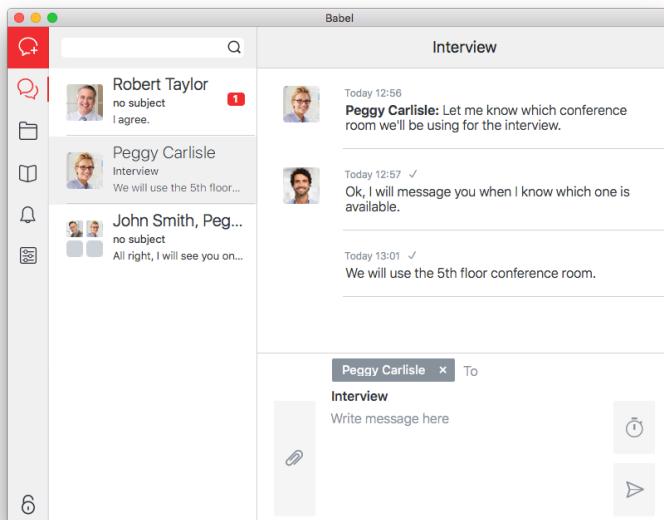 Babel
Robert Taylor
no subject
1
I agree.
Peggy Carlisle
Interview
We will use the 5th floor...
John Smith, Peg...
no subject
All right, I will see you on...
Interview
Today 12:56
Peggy Carlisle: Let me know which conference
room we'll be using for the interview.
Today 12:57 ✓
Ok, I will message you when I know which one is
available.
Today 13:01 ✓
We will use the 5th floor conference room.
Peggy Carlisle × To
Interview
Write message here